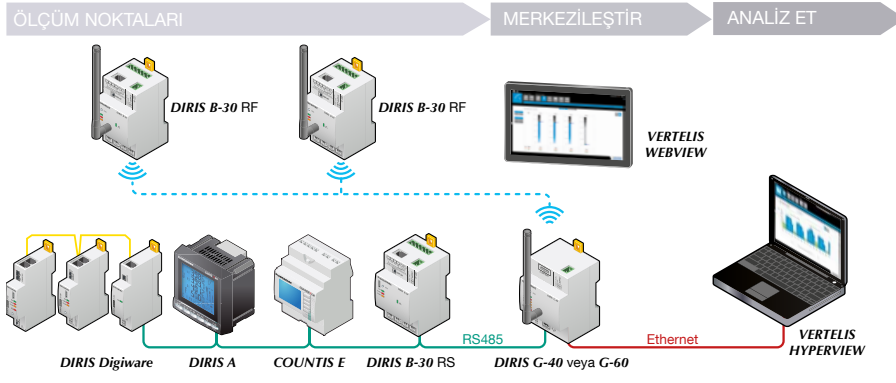 ÖLÇÜM NOKTALARI
MERKEZİLEŞTİR
ANALİZ ET
DIRIS B-30 RF
DIRIS B-30 RF
VERTELIS
WEBVIEW
RS485
Ethernet
DIRIS Digiware
DIRIS A
COUNTIS E
DIRIS B-30 RS
DIRIS G-40 veya G-60
VERTELIS
HYPERVIEW